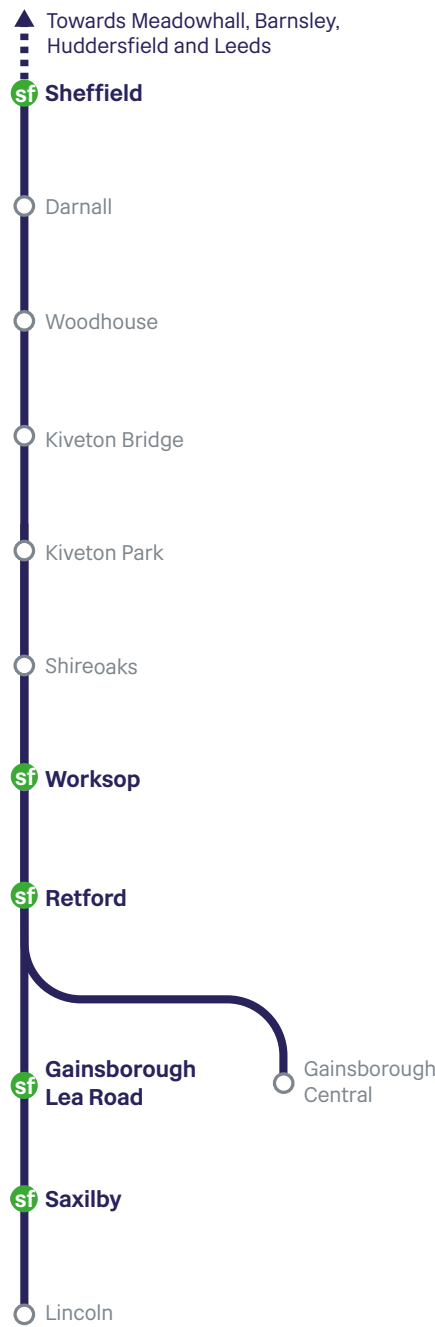 Towards Meadowhall, Barnsley,
Huddersfield and Leeds
sf Sheffield
Darnall
Woodhouse
Kiveton Bridge
Kiveton Park
Shireoaks
sf Worksop
sf Retford
sf Gainsborough
Lea Road
Gainsborough
Central
sf Saxilby
Lincoln